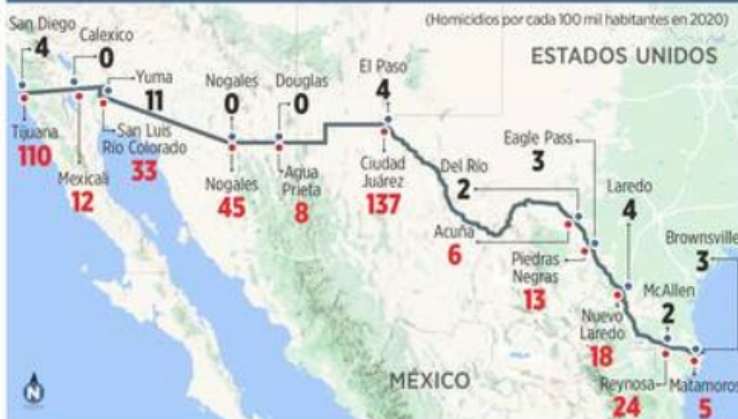 (Homicidios por cada 100 mil habitantes en 2020)
ESTADOS UNIDOS
San Diego
4
Calexico
0
Yuma
11
Nogales
0
Douglas
0
El Paso
4
Del Río
2
Eagle Pass
3
Laredo
4
McAllen
2
Brownsville
3
Tijuana
110
Mexicali
12
San Luis
Río Colorado
33
Nogales
45
Agua
Prieta
8
Ciudad
Juárez
137
Acuña
6
Piedras
Negras
13
Nuevo
Laredo
18
Reynosa
24
Matamoros
5
MÉXICO
N